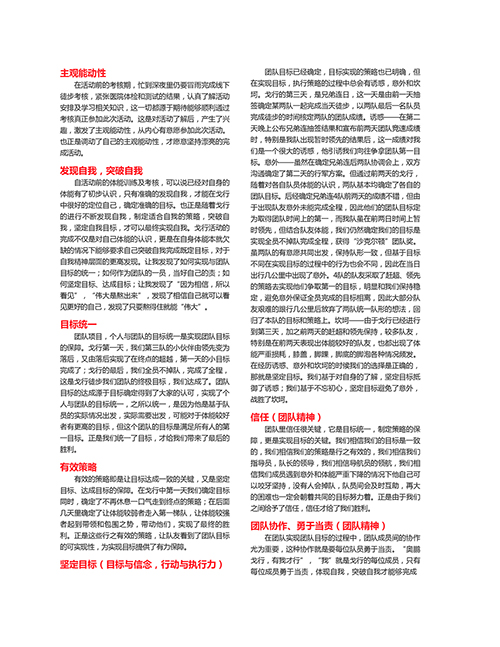 主观能动性
在活动前的考核期，忙到深夜里仍要冒雨完成线下
徒步考核，紧张医院体检和测试的结果，认真了解活动
安排及学习相关知识，这一切都源于期待能够顺利通过
考核真正参加此次活动。这是对活动了解后，产生了兴
趣，激发了主观能动性，从内心有意愿参加此次活动。
也正是调动了自己的主观能动性，才愿意坚持漂亮的完
成活动。
发现自我，突破自我
自活动前的体能训练及考核，可以说已经对自身的
体能有了初步认识，只有准确的发现自我，才能在戈行
中很好的定位自己，确定准确的目标。也正是随着戈行
的进行不断发现自我，制定适合自我的策略，突破自
我，坚定自我目标，才可以最终实现自我。戈行活动的
完成不仅是对自己体能的认识，更是在自身体能本就欠
缺的情况下能够要求自己突破自我完成既定目标，对于
自我精神层面的更高发现。让我发现了如何实现与团队
目标的统一；如何作为团队的一员，当好自己的责；如
何坚定目标、达成目标；让我发现了“因为相信，所以
看见”，“伟大是熬出来”，发现了相信自己就可以看
见更好的自己，发现了只要熬得住就能“伟大”。
目标统一
团队项目，个人与团队的目标统一是实现团队目标
的保障。戈行第一天，我们第三队的小伙伴由领先变为
落后，又由落后实现了在终点的超越，第一天的小目标
完成了；戈行的最后，我们全员不掉队，完成了全程，
这是戈行徒步我们团队的终极目标，我们达成了。团队
目标的达成源于目标确定得到了大家的认可，实现了个
人与团队的目标统一，之所以统一，是因为他是基于队
员的实际情况出发，实际需要出发，可能对于体能较好
者有更高的目标，但这个团队的目标是满足所有人的第
一目标。正是我们统一了目标，才给我们带来了最后的
胜利。
有效策略
有效的策略即是让目标达成一致的关键，又是坚定
目标、达成目标的保障。在戈行中第一天我们确定目标
同时，确定了不再休息一口气走到终点的策略；在后面
几天里确定了让体能较弱者走入第一梯队，让体能较强
者起到带领和包围之势，带动他们，实现了最终的胜
利。正是这些行之有效的策略，让队友看到了团队目标
的可实现性，为实现目标提供了有力保障。
坚定目标（目标与信念，行动与执行力）
团队目标已经确定，目标实现的策略也已明确，但
在实现目标，执行策略的过程中总会有诱惑，意外和坎
坷。戈行的第三天，是兄弟连日，这一天是由前一天抽
签确定某两队一起完成当天徒步，以两队最后一名队员
完成徒步的时间核定两队的团队成绩。诱惑——在第二
天晚上公布兄弟连抽签结果和宣布前两天团队竞速成绩
时，特别是我队出现暂时领先的结果后，这一成绩对我
们是一个很大的诱惑，他引诱我们向往争拿团队第一目
标。意外——虽然在确定兄弟连后两队协调会上，双方
沟通确定了第二天的行军方案。但通过前两天的戈行，
随着对各自队员体能的认识，两队基本均确定了各自的
团队目标。后经确定兄弟连4队前两天的成绩不错，但由
于出现队友意外未能完成全程，因此他们的团队目标定
为取得团队时间上的第一，而我队虽在前两日时间上暂
时领先，但结合队友体能，我们仍然确定我们的目标是
实现全员不掉队完成全程，获得“沙克尔顿”团队奖。
虽两队的有意愿共同出发，保持队形一致，但基于目标
不同在实现目标的过程中的行为也会不同，因此在当日
出行几公里中出现了意外。4队的队友采取了赶超、领先
的策略去实现他们争取第一的目标，明显和我们保持稳
定，避免意外保证全员完成的目标相离，因此大部分队
友艰难的跟行几公里后放弃了两队统一队形的想法，回
归了本队的目标和策略上。坎坷——由于戈行已经进行
到第三天，加之前两天的赶超和领先保持，较多队友，
特别是在前两天表现出体能较好的队友，也都出现了体
能严重损耗，膝盖，脚踝，脚底的脚泡各种情况频发。
在经历诱惑、意外和坎坷的时候我们的选择是正确的，
那就是坚定目标。我们基于对自身的了解，坚定目标抵
御了诱惑；我们基于不忘初心，坚定目标避免了意外，
战胜了坎坷。
信任（团队精神）
团队里信任很关键，它是目标统一，制定策略的保
障，更是实现目标的关键。我们相信我们的目标是一致
的，我们相信我们的策略是行之有效的，我们相信我们
指导员，队长的领导，我们相信导航员的领航，我们相
信我们成员遇到意外和体能严重下降的情况下他自己可
以咬牙坚持，没有人会掉队，队员间会及时互助，再大
的困难也一定会朝着共同的目标努力着。正是由于我们
之间给予了信任，信任才给了我们胜利。
团队协作、勇于当责（团队精神）
在团队实现团队目标的过程中，团队成员间的协作
尤为重要，这种协作就是要每位队员勇于当责。“奥鹏
戈行，有我才行”，“我”就是戈行的每位成员，只有
每位成员勇于当责，体现自我，突破自我才能够完成